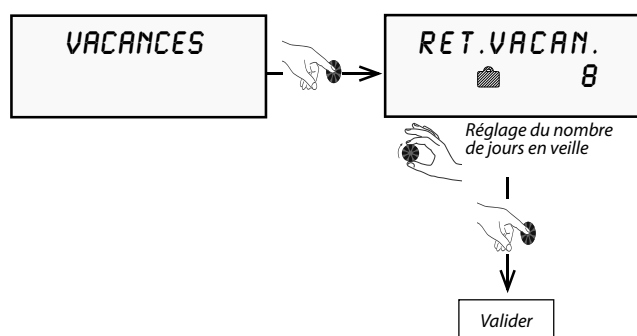 VACANCES
RET.VACAN.
8
Réglage du nombre
de jours en veille
Valider